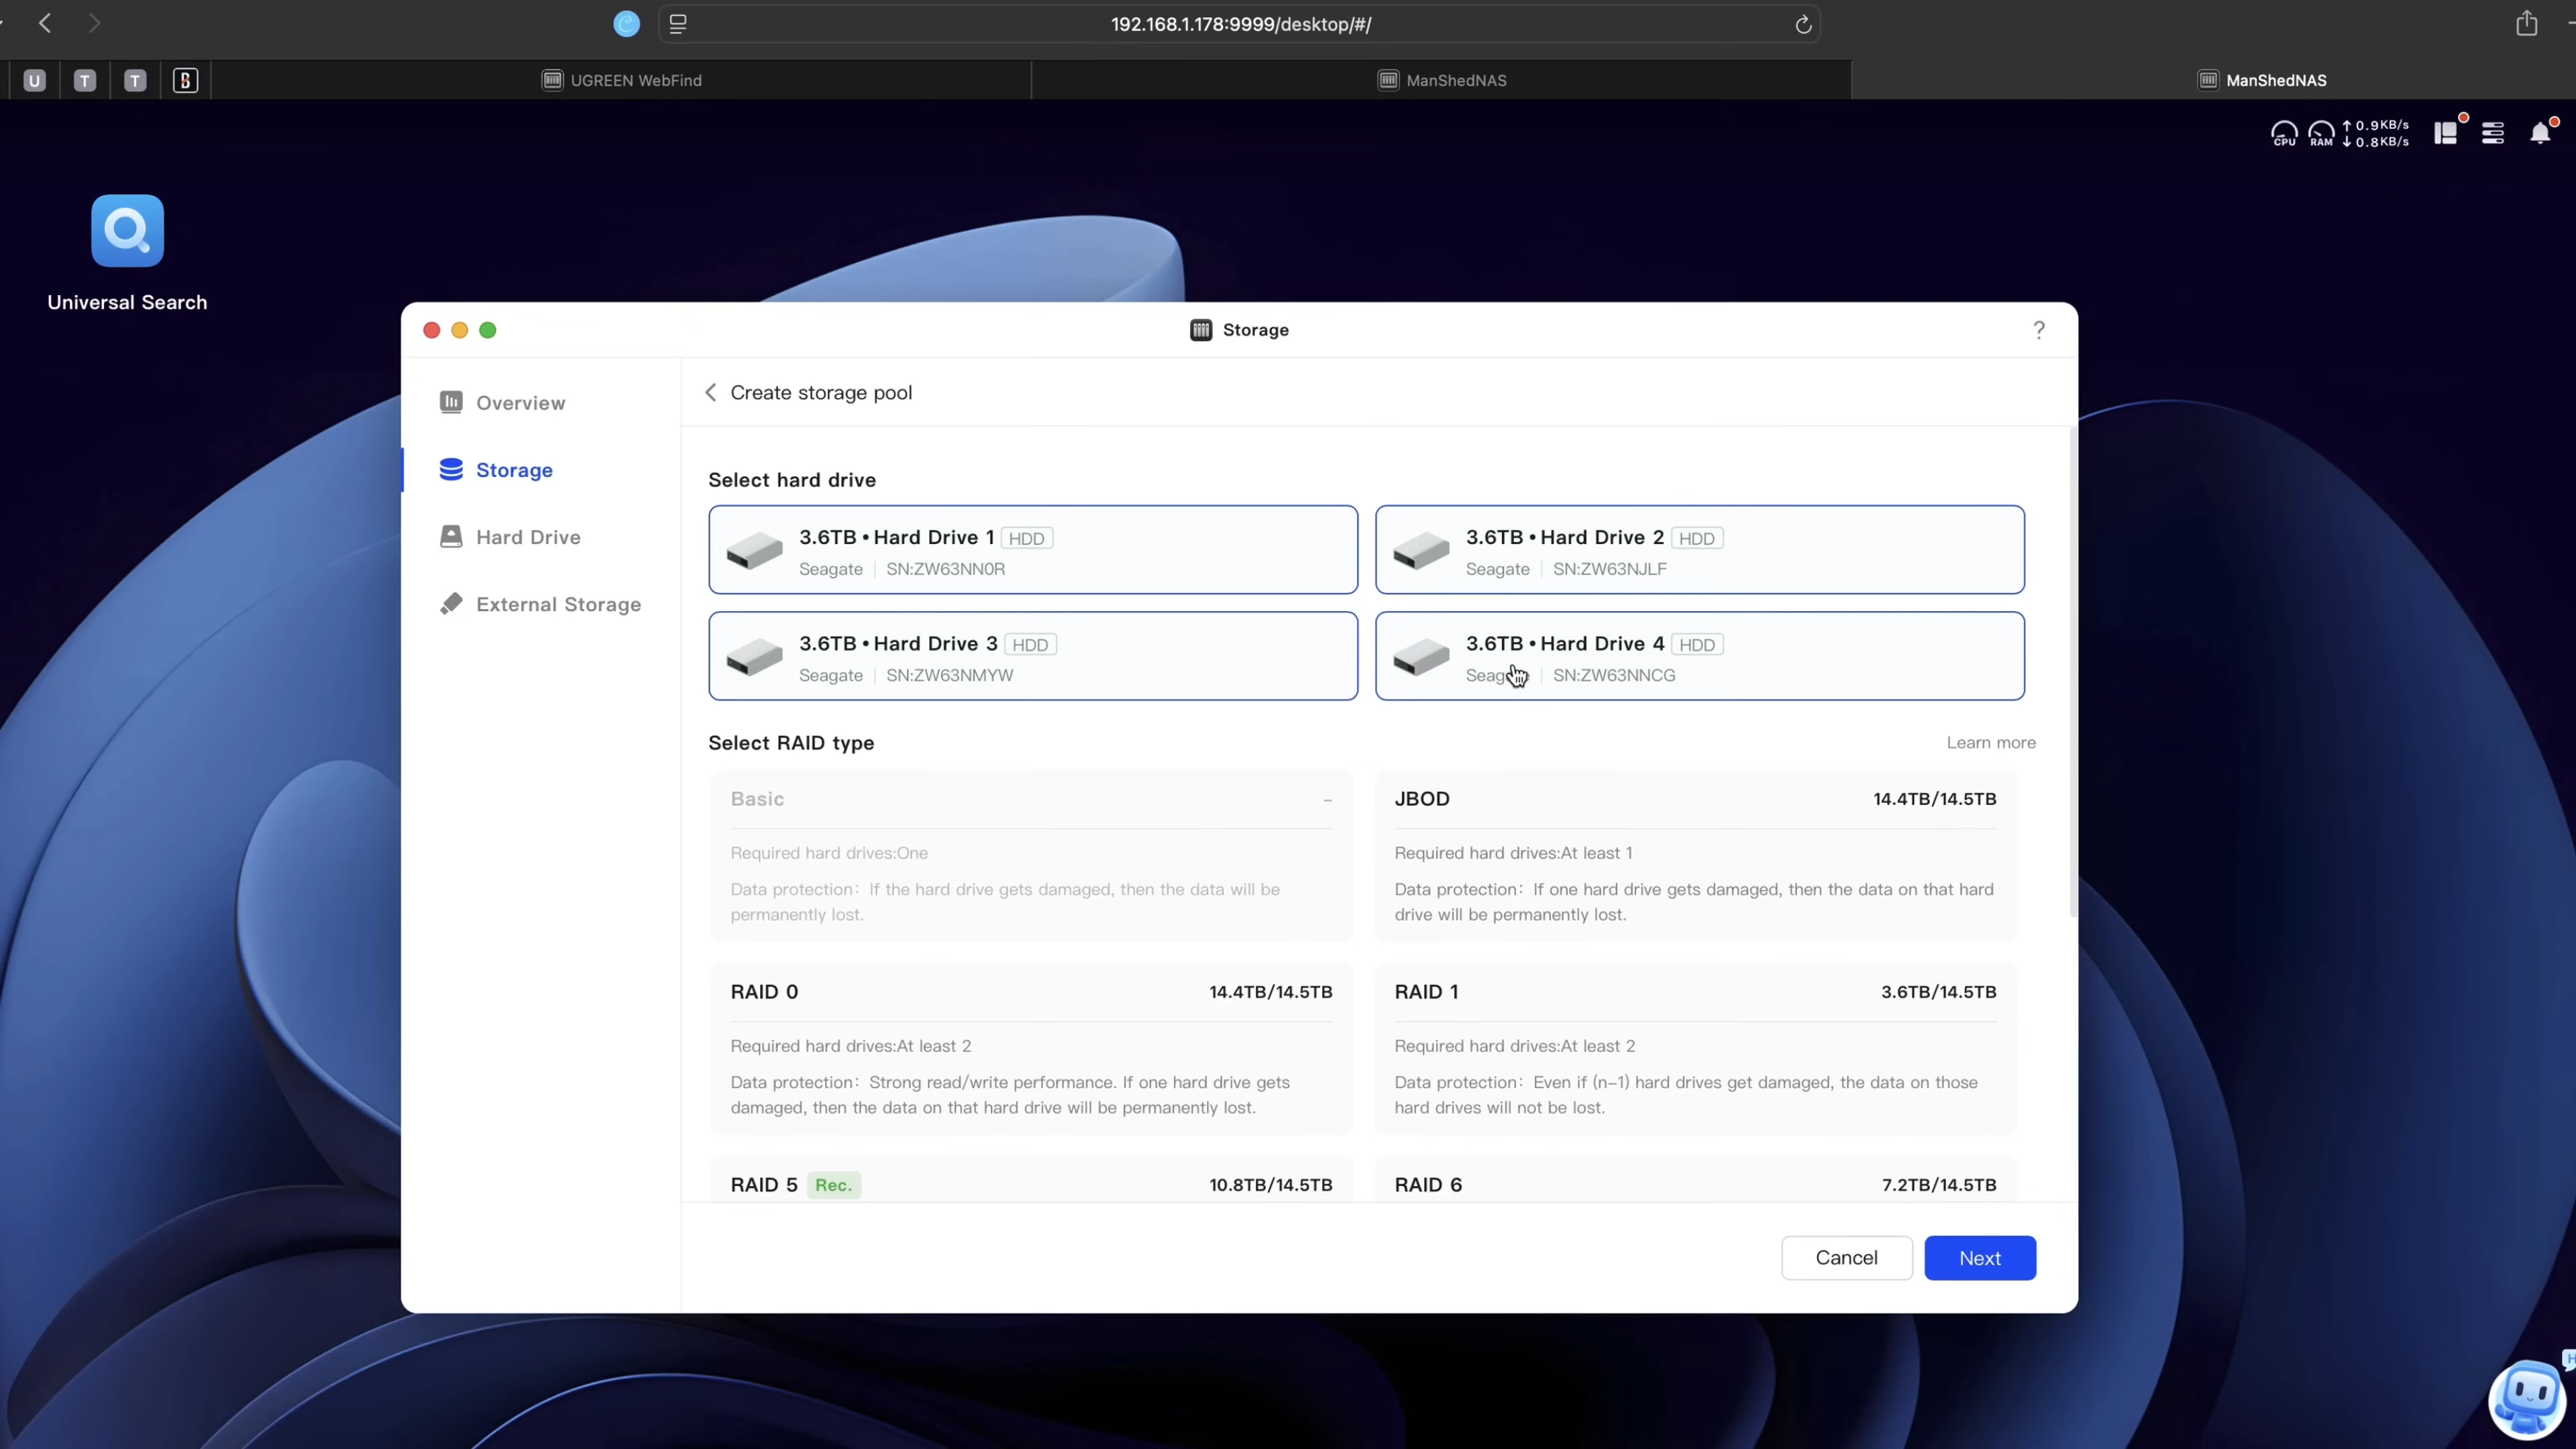 192.168.1.178:9999/desktop/#/
U
T
T
B
UGREEN WebFind
ManShedNAS
ManShedNAS
CPU
RAM
↑ 0.9KB/s
↓ 0.8KB/s
Universal Search
Storage
?
Overview
Storage
Hard Drive
External Storage
Create storage pool
Select hard drive
3.6TB • Hard Drive 1 HDD
Seagate | SN:ZW63NN0R
3.6TB • Hard Drive 2 HDD
Seagate | SN:ZW63NJLF
3.6TB • Hard Drive 3 HDD
Seagate | SN:ZW63NMYW
3.6TB • Hard Drive 4 HDD
Seagate | SN:ZW63NNCG
Select RAID type
Learn more
Basic –
Required hard drives:One
Data protection: If the hard drive gets damaged, then the data will be
permanently lost.
JBOD 14.4TB/14.5TB
Required hard drives:At least 1
Data protection: If one hard drive gets damaged, then the data on that hard
drive will be permanently lost.
RAID 0 14.4TB/14.5TB
Required hard drives:At least 2
Data protection: Strong read/write performance. If one hard drive gets
damaged, then the data on that hard drive will be permanently lost.
RAID 1 3.6TB/14.5TB
Required hard drives:At least 2
Data protection: Even if (n-1) hard drives get damaged, the data on those
hard drives will not be lost.
RAID 5 Rec. 10.8TB/14.5TB
RAID 6 7.2TB/14.5TB
Cancel
Next